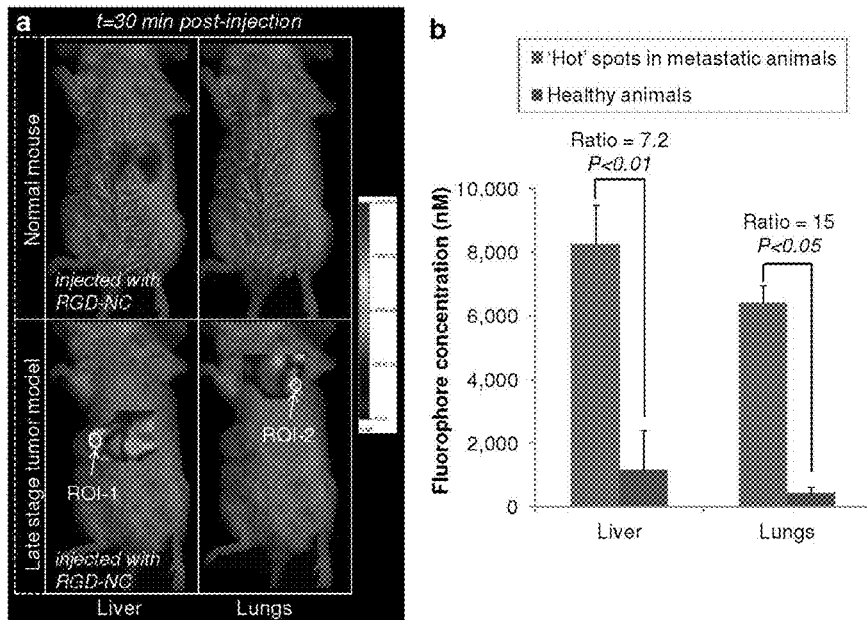 a
t=30 min post-injection
Normal mouse
injected with
RGD-NC
Late stage tumor model
ROI-1
ROI-2
injected with
RGD-NC
Liver
Lungs
b
'Hot' spots in metastatic animals
Healthy animals
Ratio = 7.2
P<0.01
Ratio = 15
P<0.05
Fluorophore concentration (nM)
10,000
8,000
6,000
4,000
2,000
0
Liver
Lungs